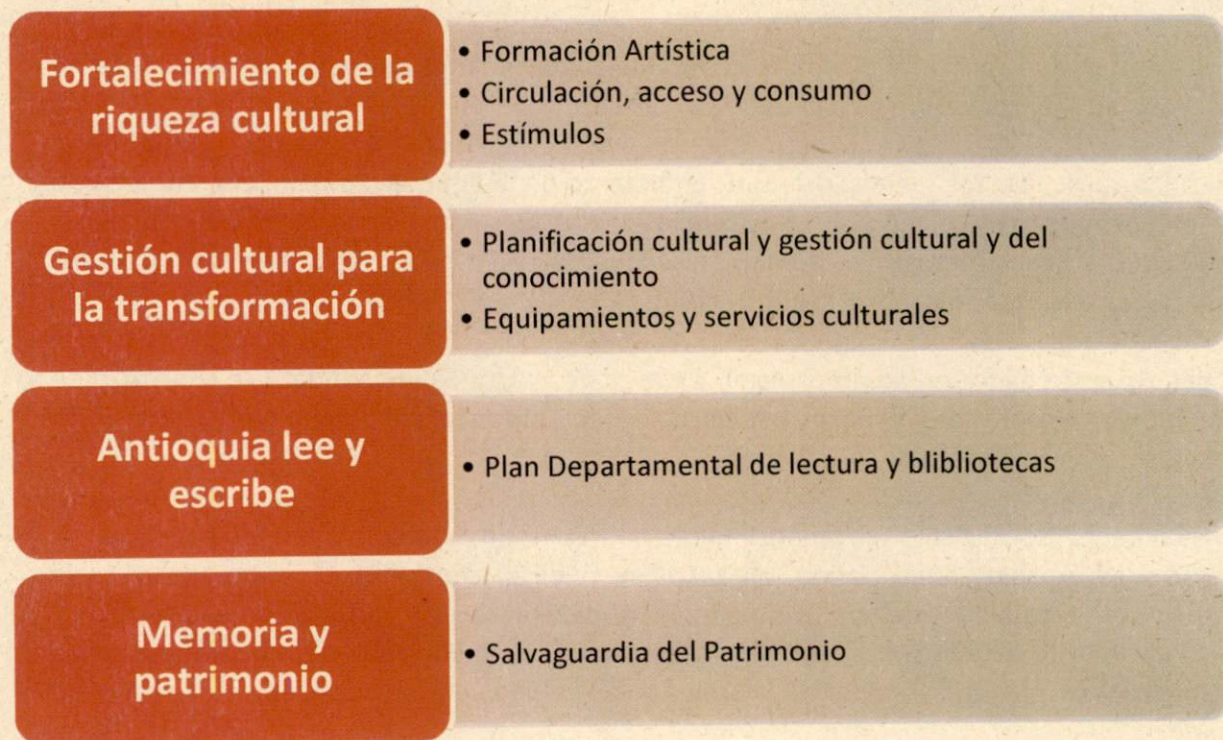 Fortalecimiento de la
riqueza cultural
• Formación Artística
• Circulación, acceso y consumo
• Estímulos
Gestión cultural para
la transformación
• Planificación cultural y gestión cultural y del
conocimiento
• Equipamientos y servicios culturales
Antioquia lee y
escribe
• Plan Departamental de lectura y blibliotecas
Memoria y
patrimonio
• Salvaguardia del Patrimonio